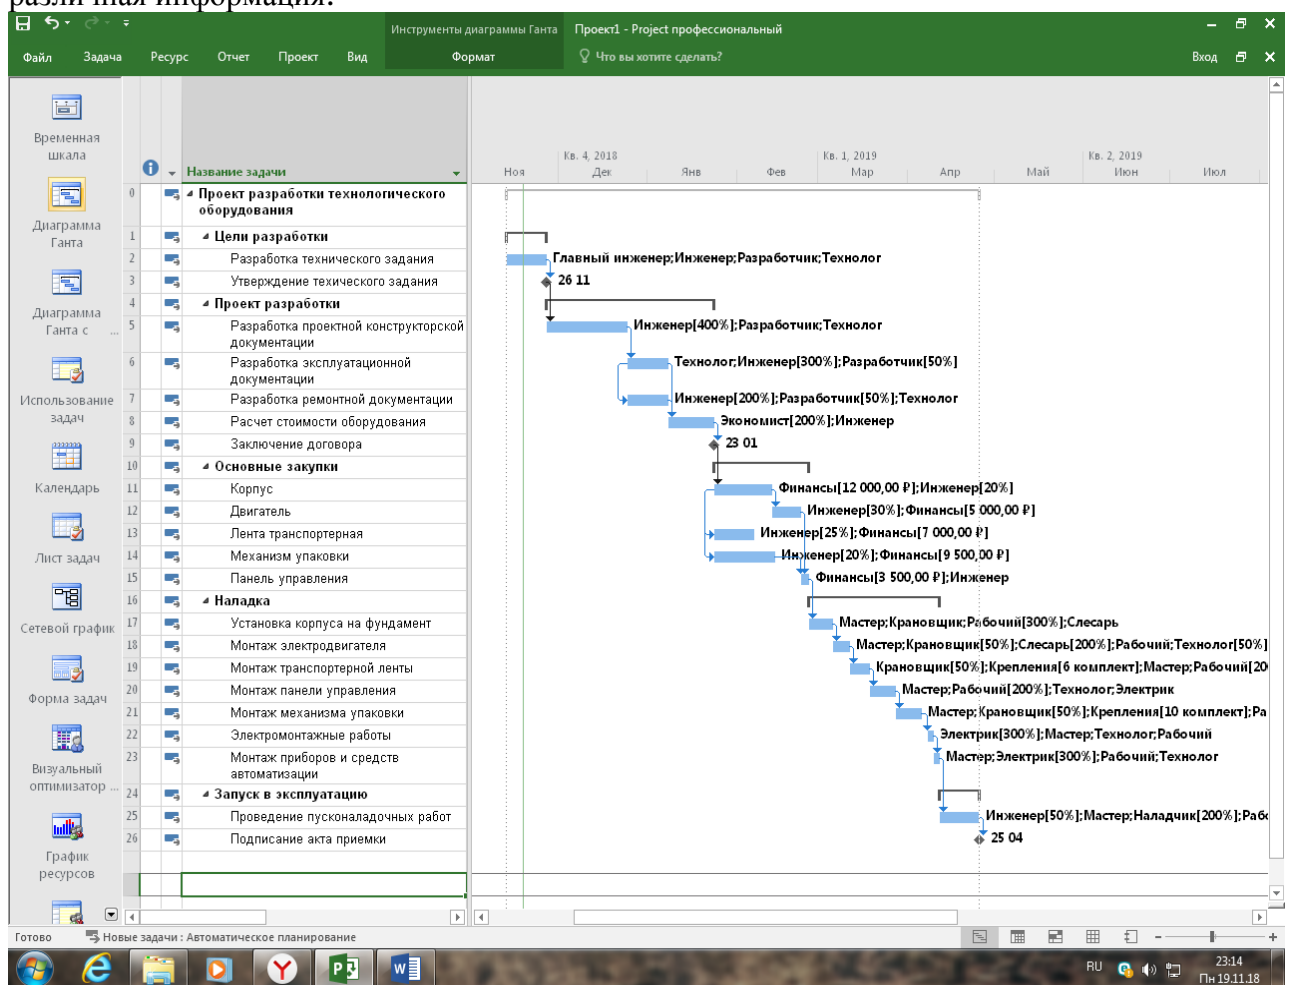 различная информация.
Инструменты диаграммы Ганта
Проект1 - Project профессиональный
Файл Задача Ресурс Отчет Проект Вид Формат Что вы хотите сделать? Вход
Временная
шкала
Диаграмма
Ганта
Диаграмма
Ганта с ...
Использование
задач
Календарь
Лист задач
Сетевой график
Форма задач
Визуальный
оптимизатор ...
График
ресурсов
Название задачи
Кв. 4, 2018 Кв. 1, 2019 Кв. 2, 2019
Ноя Дек Янв Фев Мар Апр Май Июн Июл
0 Проект разработки технологического
оборудования
1 Цели разработки
2 Разработка технического задания
Главный инженер;Инженер;Разработчик;Технолог
3 Утверждение техического задания
26 11
4 Проект разработки
5 Разработка проектной конструкторской
документации
Инженер[400%];Разработчик;Технолог
6 Разработка эксплуатационной
документации
Технолог;Инженер[300%];Разработчик[50%]
7 Разработка ремонтной документации
Инженер[200%];Разработчик[50%];Технолог
8 Расчет стоимости оборудования
Экономист[200%];Инженер
9 Заключение договора
23 01
10 Основные закупки
11 Корпус
Финансы[12 000,00 ₽];Инженер[20%]
12 Двигатель
Инженер[30%];Финансы[5 000,00 ₽]
13 Лента транспортерная
Инженер[25%];Финансы[7 000,00 ₽]
14 Механизм упаковки
Инженер[20%];Финансы[9 500,00 ₽]
15 Панель управления
Финансы[3 500,00 ₽];Инженер
16 Наладка
17 Установка корпуса на фундамент
Мастер;Крановщик;Рабочий[300%];Слесарь
18 Монтаж электродвигателя
Мастер;Крановщик[50%];Слесарь[200%];Рабочий;Технолог[50%]
19 Монтаж транспортерной ленты
Крановщик[50%];Крепления[6 комплект];Мастер;Рабочий[20
20 Монтаж панели управления
Мастер;Рабочий[200%];Технолог;Электрик
21 Монтаж механизма упаковки
Мастер;Крановщик[50%];Крепления[10 комплект];Ра
22 Электромонтажные работы
Электрик[300%];Мастер;Технолог;Рабочий
23 Монтаж приборов и средств
автоматизации
Мастер;Электрик[300%];Рабочий;Технолог
24 Запуск в эксплуатацию
25 Проведение пусконаладочных работ
Инженер[50%];Мастер;Наладчик[200%];Рабо
26 Подписание акта приемки
25 04
Готово Новые задачи : Автоматическое планирование
RU
23:14
Пн 19.11.18